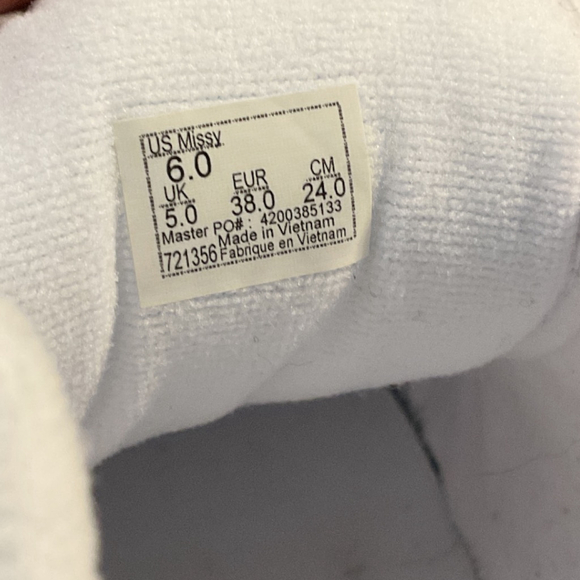 US Missy
6.0
UK EUR CM
5.0 38.0 24.0
Master PO# : 4200385133
Made in Vietnam
721356 Fabrique en Vietnam